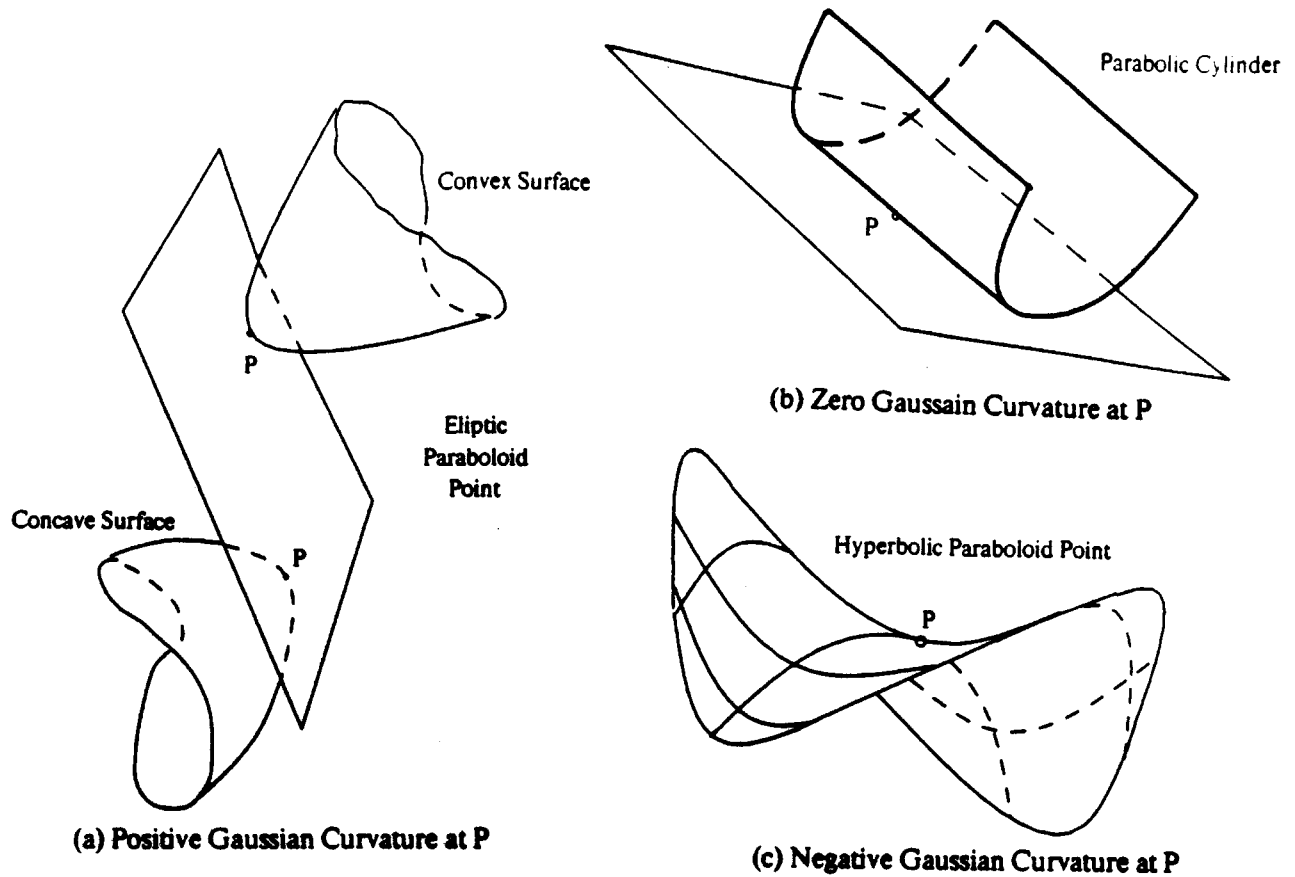 Convex Surface
P
Eliptic
Paraboloid
Point
Concave Surface
P
(a) Positive Gaussian Curvature at P
Parabolic Cylinder
P
(b) Zero Gaussain Curvature at P
Hyperbolic Paraboloid Point
P
(c) Negative Gaussian Curvature at P